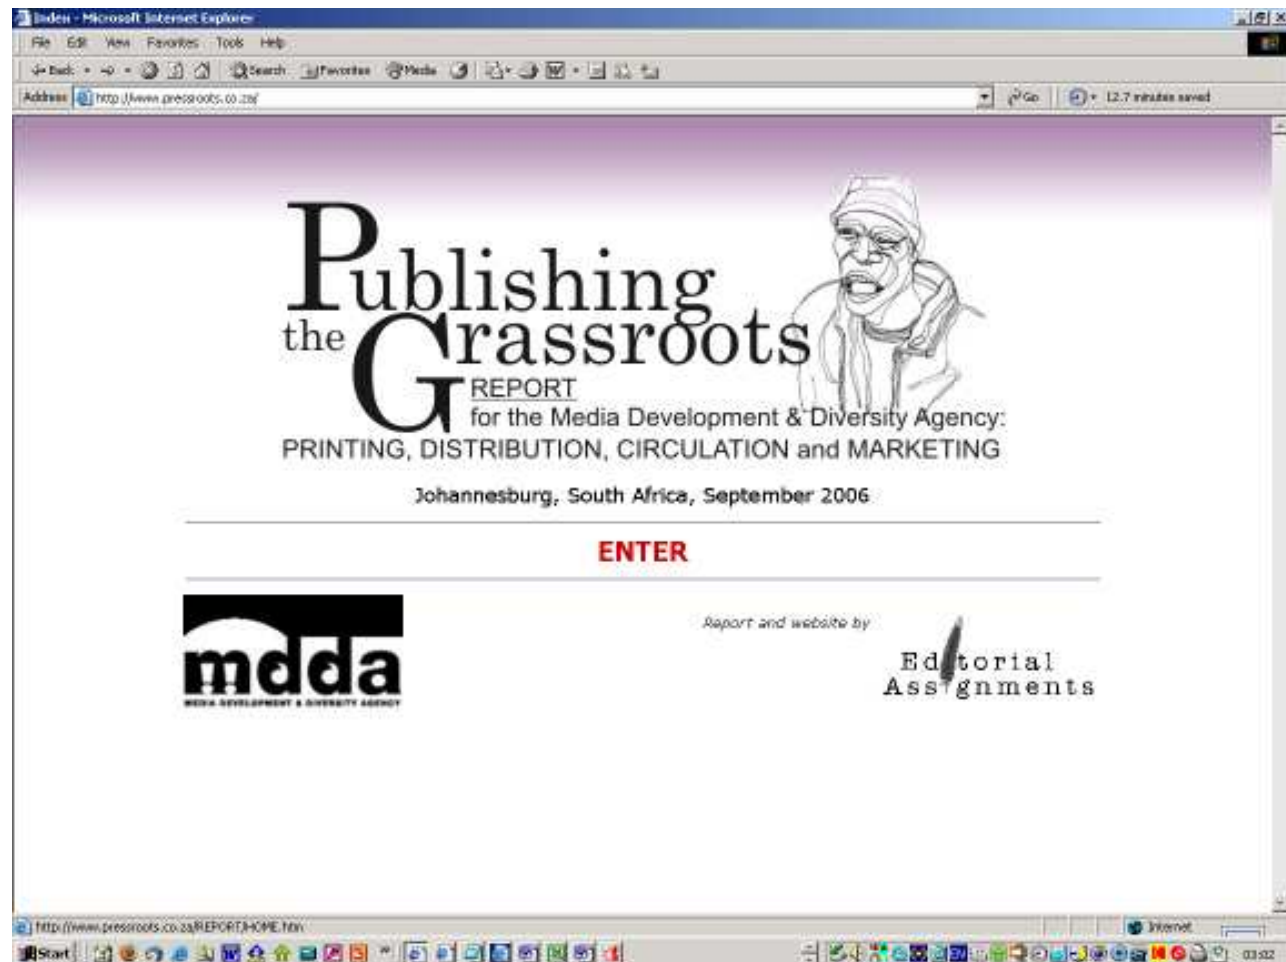 Index - Microsoft Internet Explorer
File Edit View Favorites Tools Help
Back Search Favorites Media
Address http://www.pressroots.co.za/ Go 12.7 minutes saved
Publishing
the Grassroots
REPORT
for the Media Development & Diversity Agency:
PRINTING, DISTRIBUTION, CIRCULATION and MARKETING
Johannesburg, South Africa, September 2006
ENTER
mdda
MEDIA DEVELOPMENT & DIVERSITY AGENCY
Report and website by
Editorial
Assignments
http://www.pressroots.co.za/REPORT/HOME.htm Internet
Start 03:02